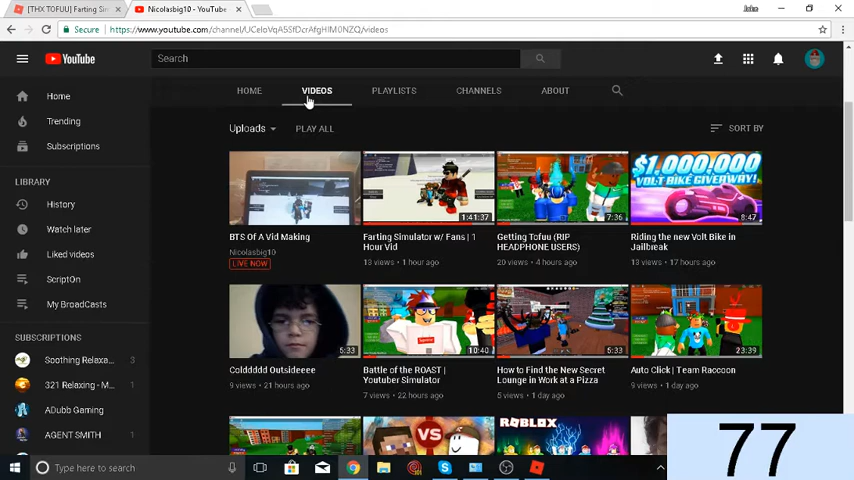 [THX TOFUU] Farting Sim
Nicolasbig10 - YouTube
John
Secure
https://www.youtube.com/channel/UCeIoVqA5SfDcrAfgHIM0NZQ/videos
YouTube
Search
HOME
VIDEOS
PLAYLISTS
CHANNELS
ABOUT
Home
Trending
Subscriptions
LIBRARY
History
Watch later
Liked videos
ScriptOn
My BroadCasts
SUBSCRIPTIONS
Soothing Relaxa... 3
321 Relaxing - M...
ADubb Gaming
AGENT SMITH 1
Uploads
PLAY ALL
SORT BY
BTS Of A Vid Making
Nicolasbig10
LIVE NOW
1:41:37
Farting Simulator w/ Fans | 1
Hour Vid
13 views • 1 hour ago
7:36
Getting Tofuu (RIP
HEADPHONE USERS)
20 views • 4 hours ago
$1,000,000
VOLT BIKE GIVEAWAY!
8:47
Riding the new Volt Bike in
Jailbreak
13 views • 17 hours ago
5:33
Colddddd Outsideeee
9 views • 21 hours ago
10:40
Battle of the ROAST |
Youtuber Simulator
7 views • 22 hours ago
5:33
How to Find the New Secret
Lounge in Work at a Pizza
5 views • 1 day ago
23:39
Auto Click | Team Raccoon
9 views • 1 day ago
VS
ROBLOX
77
Type here to search